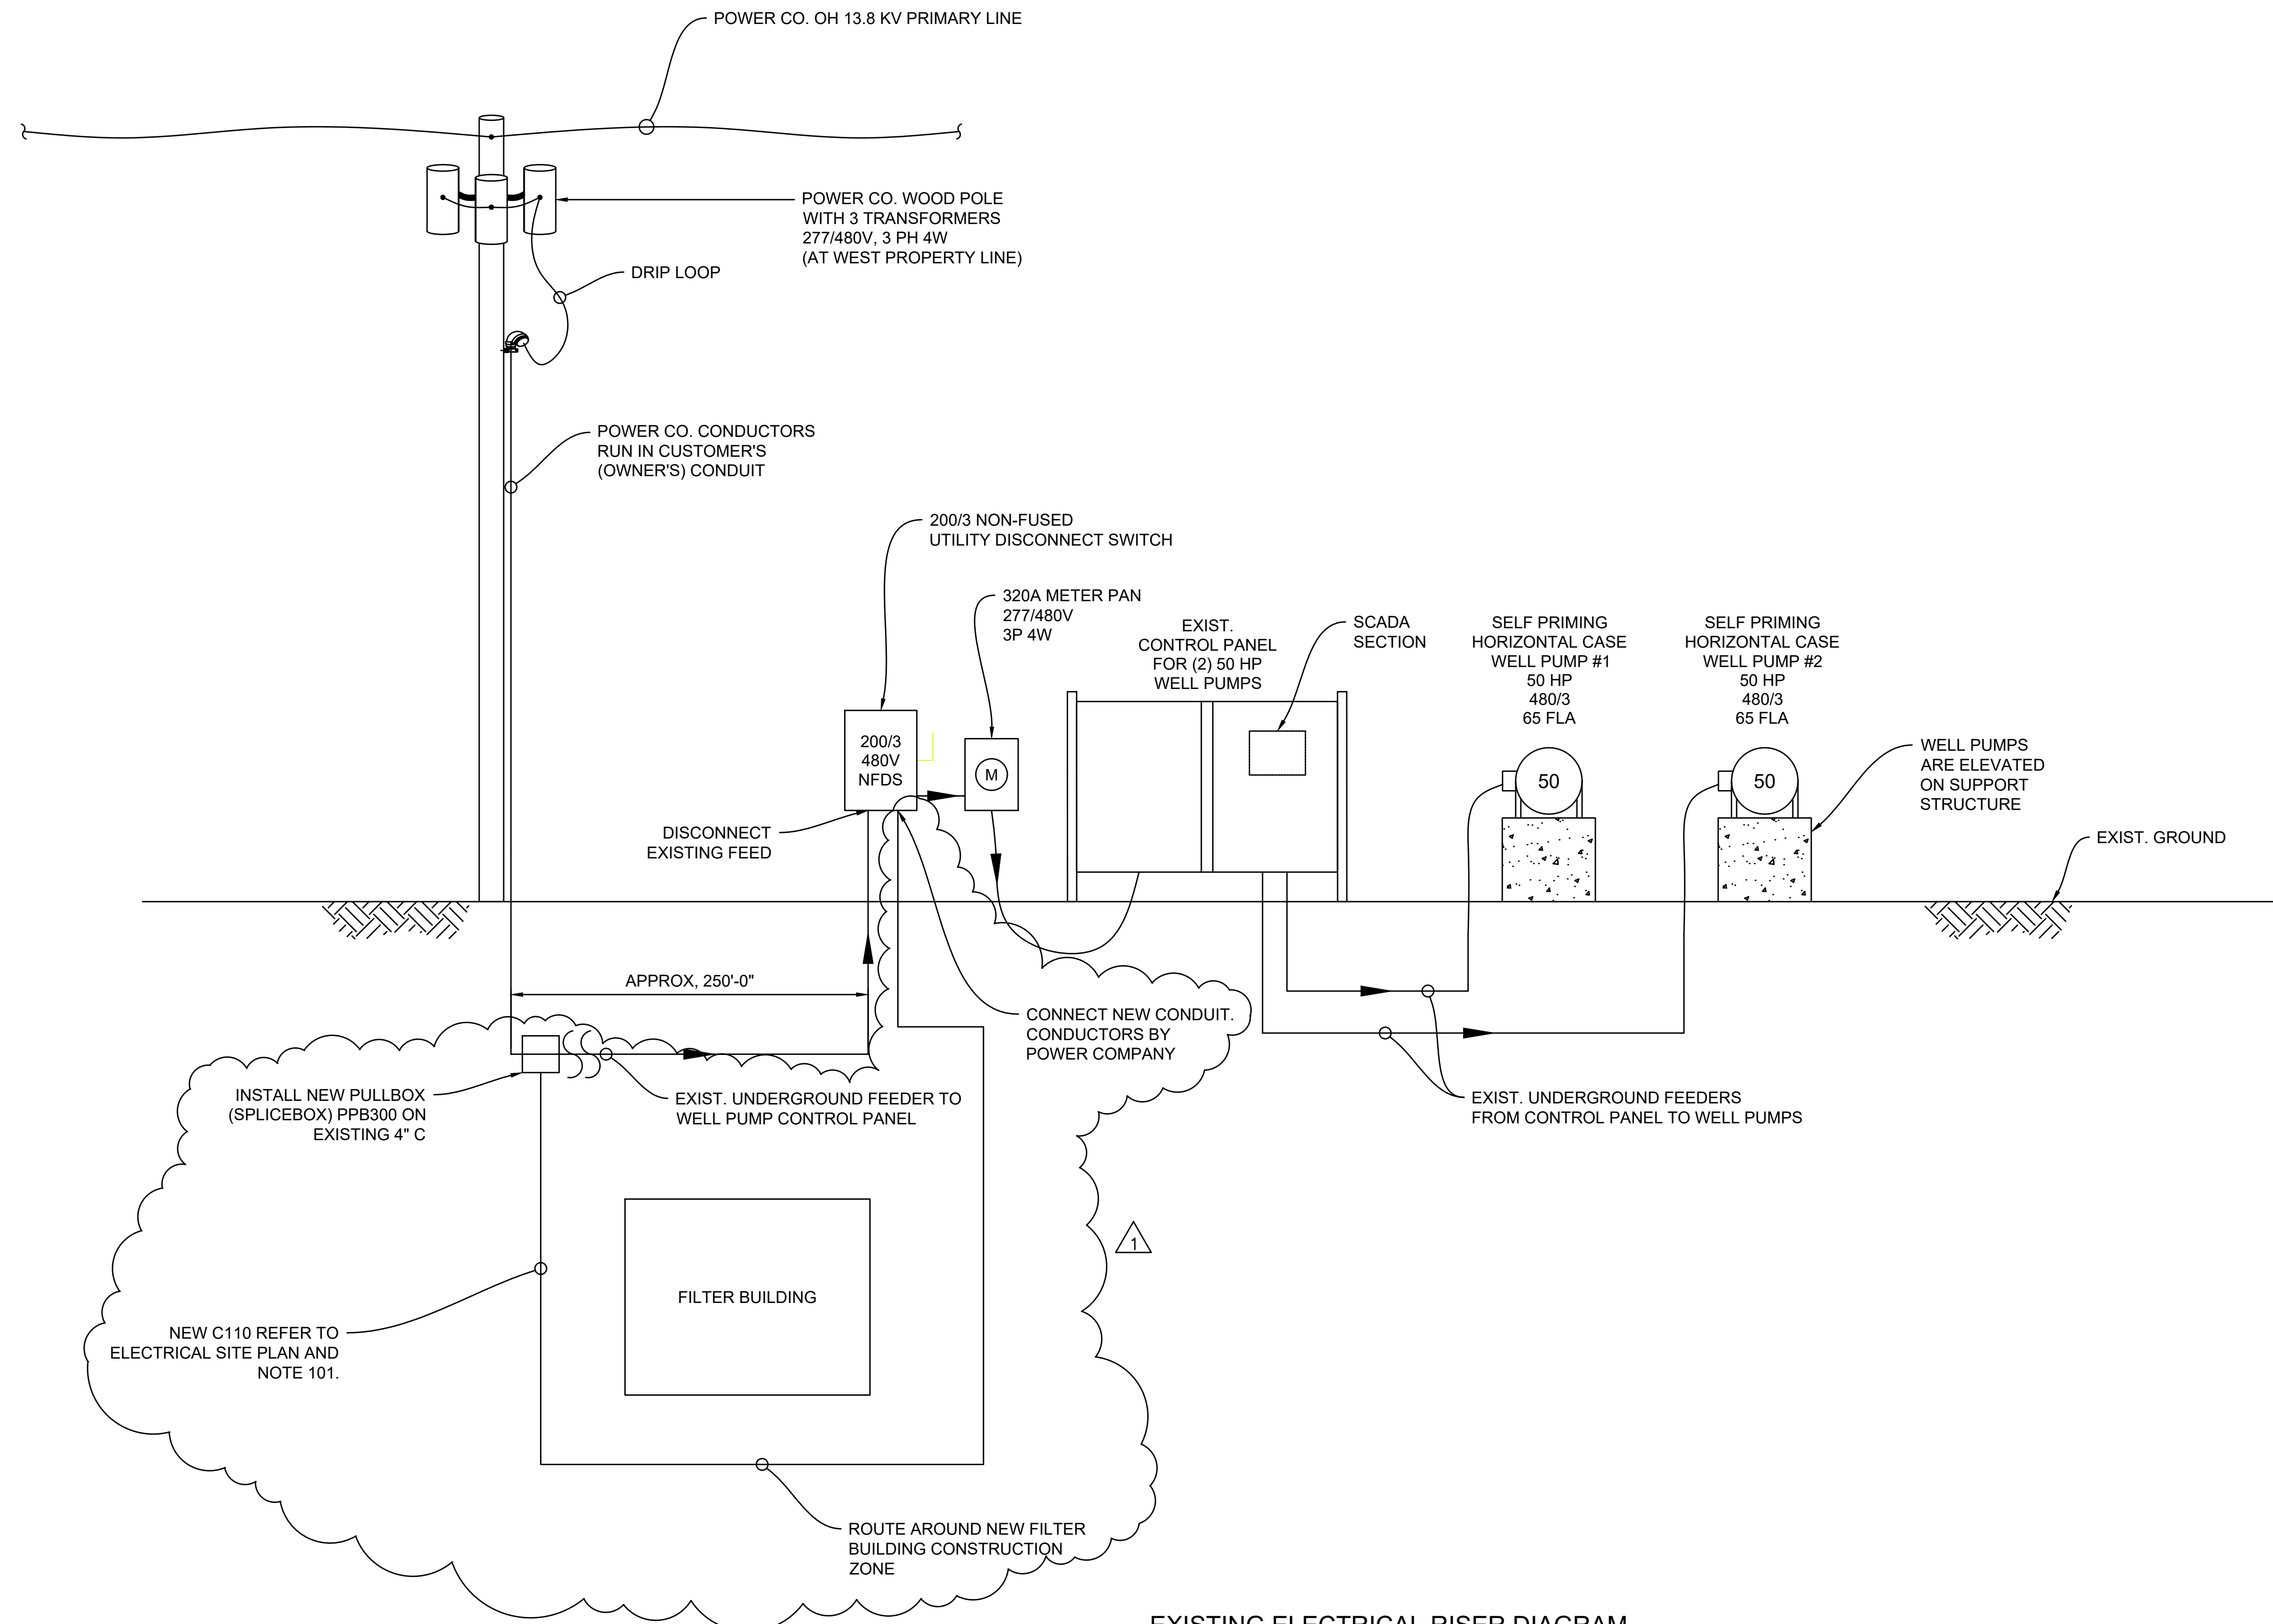 POWER CO. OH 13.8 KV PRIMARY LINE
POWER CO. WOOD POLE
WITH 3 TRANSFORMERS
277/480V, 3 PH 4W
(AT WEST PROPERTY LINE)
DRIP LOOP
POWER CO. CONDUCTORS
RUN IN CUSTOMER'S
(OWNER'S) CONDUIT
200/3 NON-FUSED
UTILITY DISCONNECT SWITCH
320A METER PAN
277/480V
3P 4W
EXIST.
CONTROL PANEL
FOR (2) 50 HP
WELL PUMPS
SCADA
SECTION
SELF PRIMING
HORIZONTAL CASE
WELL PUMP #1
50 HP
480/3
65 FLA
SELF PRIMING
HORIZONTAL CASE
WELL PUMP #2
50 HP
480/3
65 FLA
200/3
480V
NFDS
M
50
50
WELL PUMPS
ARE ELEVATED
ON SUPPORT
STRUCTURE
DISCONNECT
EXISTING FEED
EXIST. GROUND
APPROX, 250'-0"
CONNECT NEW CONDUIT.
CONDUCTORS BY
POWER COMPANY
INSTALL NEW PULLBOX
(SPLICEBOX) PPB300 ON
EXISTING 4" C
EXIST. UNDERGROUND FEEDER TO
WELL PUMP CONTROL PANEL
EXIST. UNDERGROUND FEEDERS
FROM CONTROL PANEL TO WELL PUMPS
1
FILTER BUILDING
NEW C110 REFER TO
ELECTRICAL SITE PLAN AND
NOTE 101.
ROUTE AROUND NEW FILTER
BUILDING CONSTRUCTION
ZONE
EXISTING ELECTRICAL RISER DIAGRAM